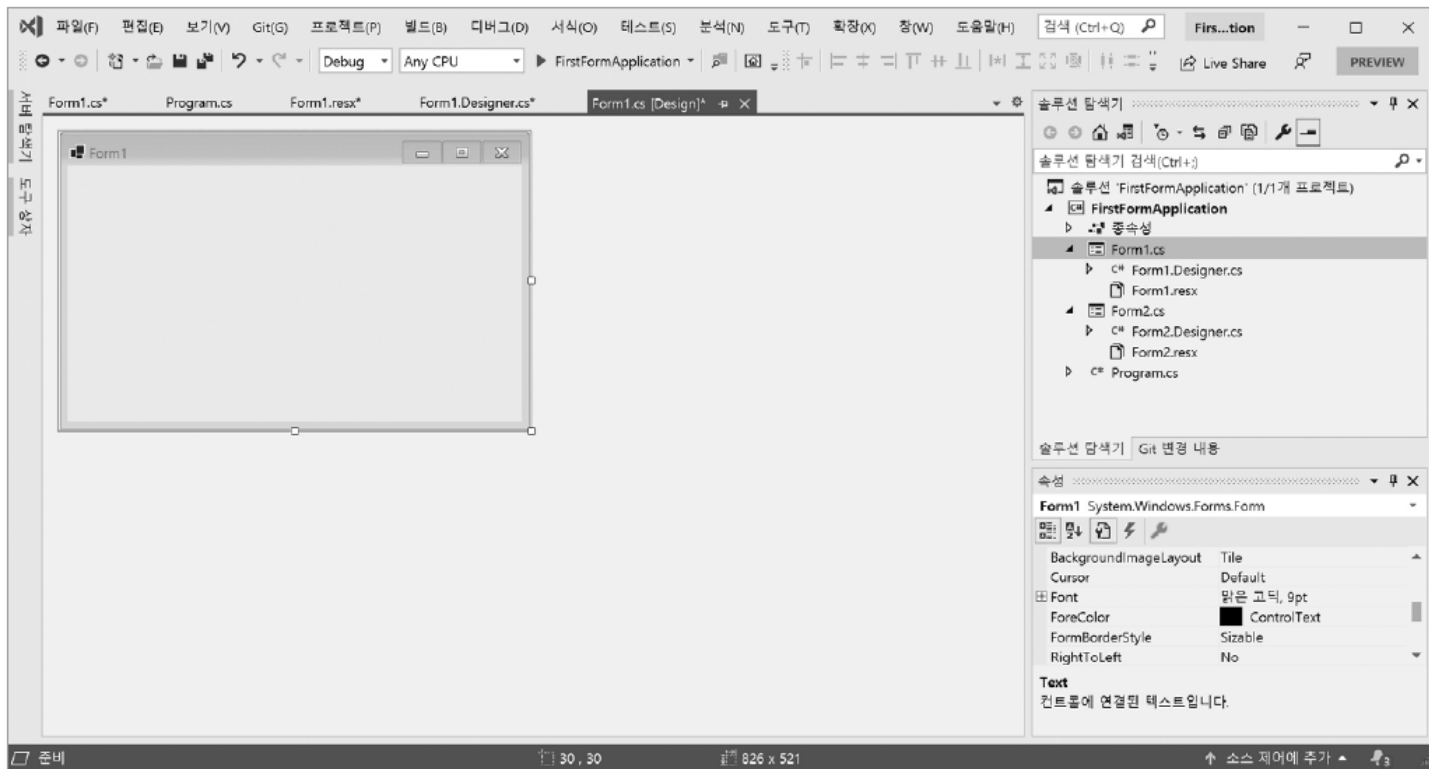 파일(F) 편집(E) 보기(V) Git(G) 프로젝트(P) 빌드(B) 디버그(D) 서식(O) 테스트(S) 분석(N) 도구(T) 확장(X) 창(W) 도움말(H) 검색 (Ctrl+Q) Firs...tion
Debug Any CPU FirstFormApplication Live Share PREVIEW
서버 탐색기
도구 상자
Form1.cs* Program.cs Form1.resx* Form1.Designer.cs* Form1.cs [Design]*
Form1
솔루션 탐색기
솔루션 탐색기 검색(Ctrl+;)
솔루션 'FirstFormApplication' (1/1개 프로젝트)
C# FirstFormApplication
종속성
Form1.cs
C# Form1.Designer.cs
Form1.resx
Form2.cs
C# Form2.Designer.cs
Form2.resx
C# Program.cs
솔루션 탐색기 Git 변경 내용
속성
Form1 System.Windows.Forms.Form
BackgroundImageLayout Tile
Cursor Default
Font 맑은 고딕, 9pt
ForeColor ControlText
FormBorderStyle Sizable
RightToLeft No
Text
컨트롤에 연결된 텍스트입니다.
준비 30 , 30 826 x 521 소스 제어에 추가 3